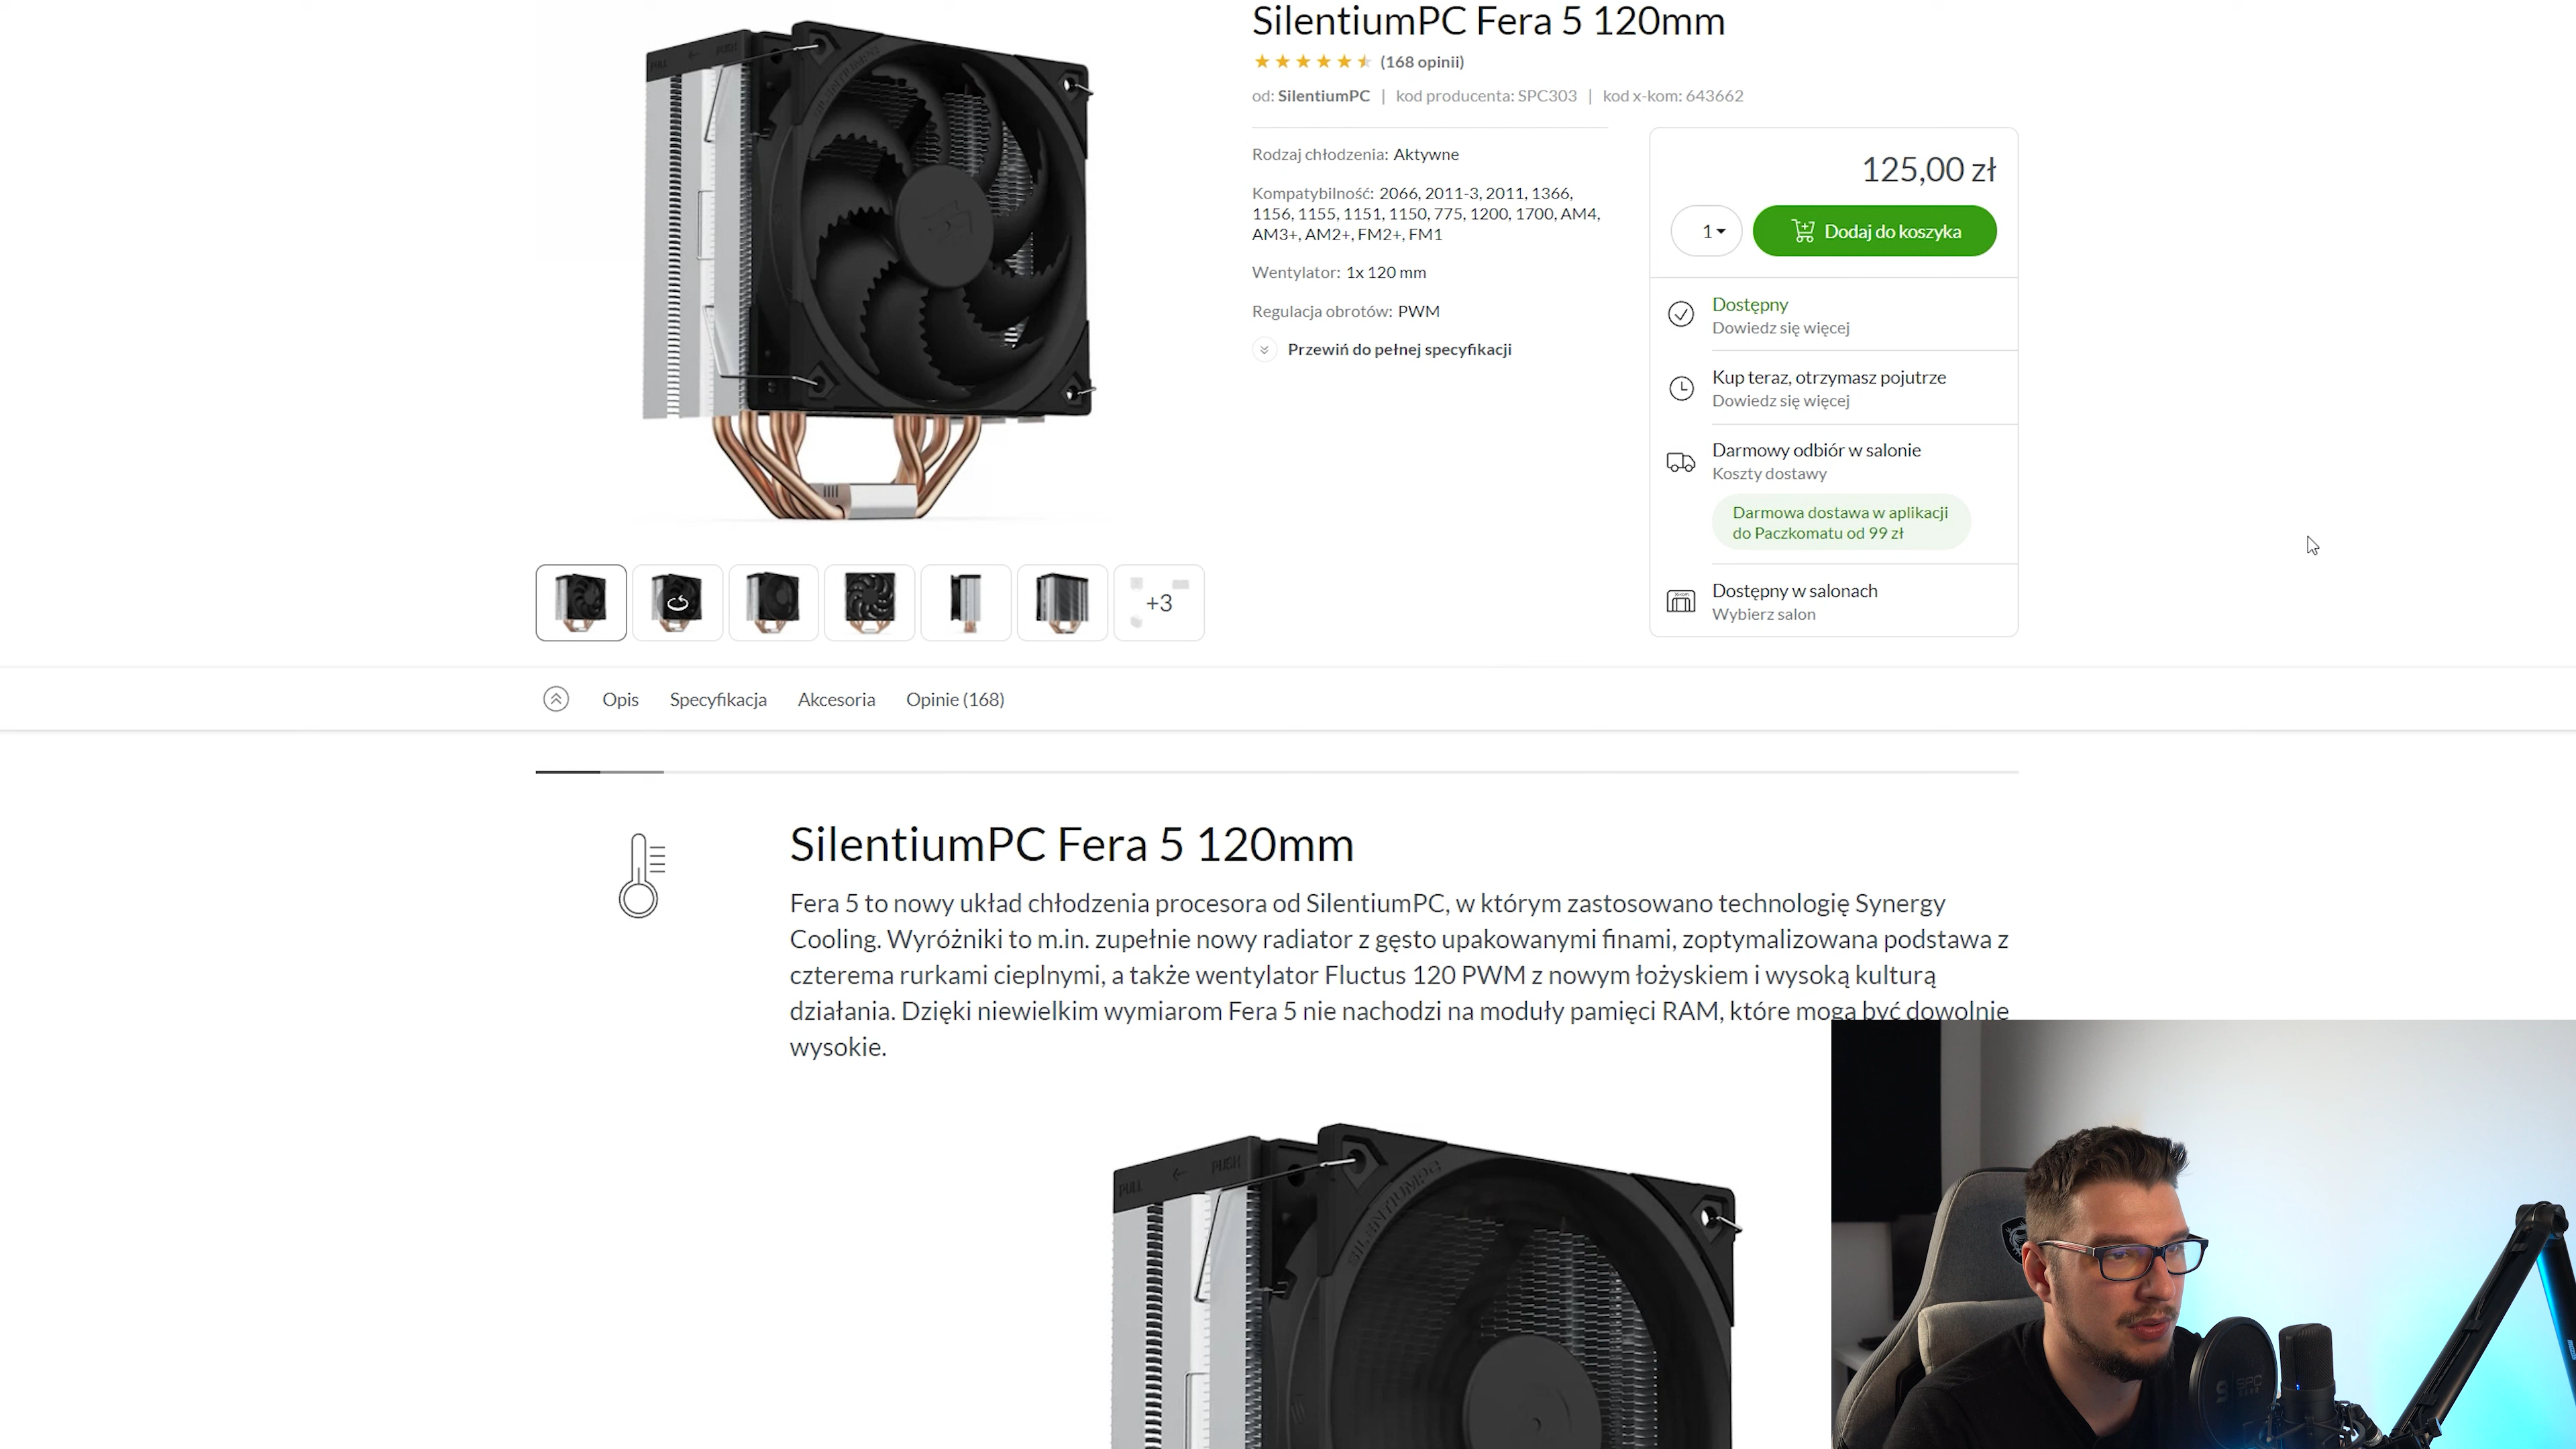 SilentiumPC Fera 5 120mm
(168 opinii)
od: SilentiumPC | kod producenta: SPC303 | kod x-kom: 643662
Rodzaj chłodzenia: Aktywne
Kompatybilność: 2066, 2011-3, 2011, 1366,
1156, 1155, 1151, 1150, 775, 1200, 1700, AM4,
AM3+, AM2+, FM2+, FM1
Wentylator: 1x 120 mm
Regulacja obrotów: PWM
Przewiń do pełnej specyfikacji
125,00 zł
1
Dodaj do koszyka
Dostępny
Dowiedz się więcej
Kup teraz, otrzymasz pojutrze
Dowiedz się więcej
Darmowy odbiór w salonie
Koszty dostawy
Darmowa dostawa w aplikacji
do Paczkomatu od 99 zł
Dostępny w salonach
Wybierz salon
PULL ← PUSH
+3
Opis Specyfikacja Akcesoria Opinie (168)
SilentiumPC Fera 5 120mm
Fera 5 to nowy układ chłodzenia procesora od SilentiumPC, w którym zastosowano technologię Synergy
Cooling. Wyróżniki to m.in. zupełnie nowy radiator z gęsto upakowanymi finami, zoptymalizowana podstawa z
czterema rurkami cieplnymi, a także wentylator Fluctus 120 PWM z nowym łożyskiem i wysoką kulturą
działania. Dzięki niewielkim wymiarom Fera 5 nie nachodzi na moduły pamięci RAM, które mogą być dowolnie
wysokie.
PULL ← PUSH
SILENTIUMPC
SPC
GEAR